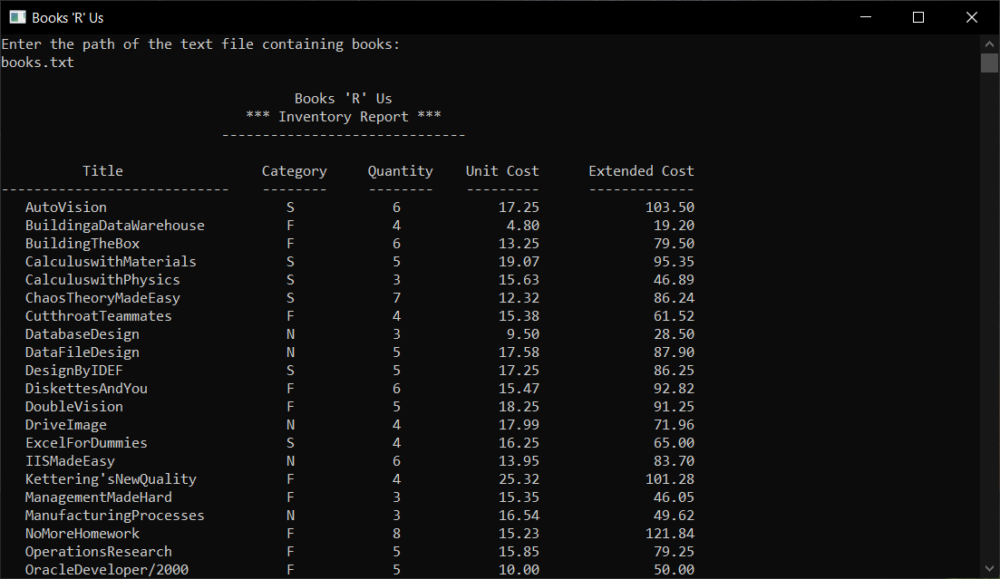 Books 'R' Us
Enter the path of the text file containing books:
books.txt
Books 'R' Us
*** Inventory Report ***
------------------------------
Title Category Quantity Unit Cost Extended Cost
---------------------------- -------- -------- --------- -------------
AutoVision S 6 17.25 103.50
BuildingaDataWarehouse F 4 4.80 19.20
BuildingTheBox F 6 13.25 79.50
CalculuswithMaterials S 5 19.07 95.35
CalculuswithPhysics S 3 15.63 46.89
ChaosTheoryMadeEasy S 7 12.32 86.24
CutthroatTeammates F 4 15.38 61.52
DatabaseDesign N 3 9.50 28.50
DataFileDesign N 5 17.58 87.90
DesignByIDEF S 5 17.25 86.25
DiskettesAndYou F 6 15.47 92.82
DoubleVision F 5 18.25 91.25
DriveImage N 4 17.99 71.96
ExcelForDummies S 4 16.25 65.00
IISMadeEasy N 6 13.95 83.70
Kettering'sNewQuality F 4 25.32 101.28
ManagementMadeHard F 3 15.35 46.05
ManufacturingProcesses N 3 16.54 49.62
NoMoreHomework F 8 15.23 121.84
OperationsResearch F 5 15.85 79.25
OracleDeveloper/2000 F 5 10.00 50.00